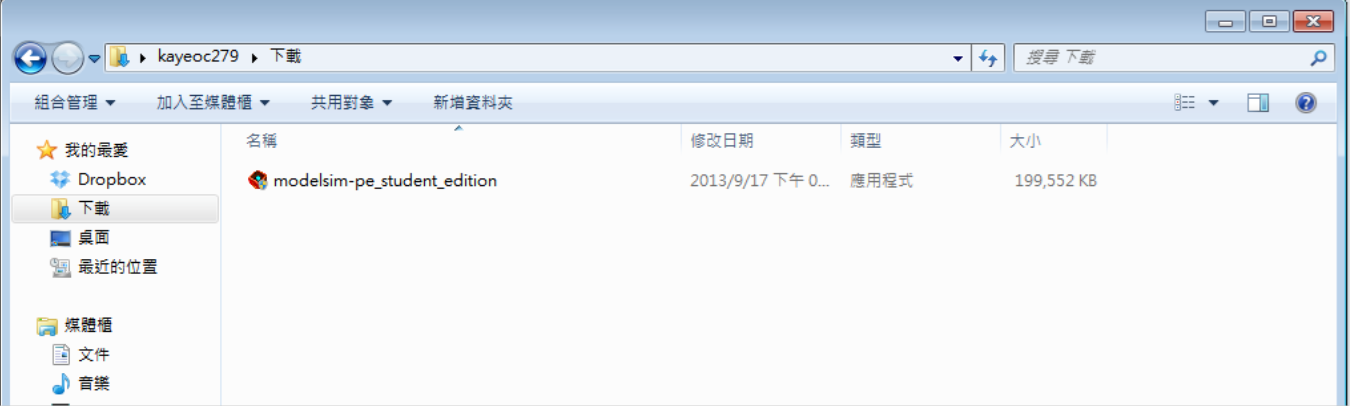 kayeoc279 ▸ 下載
搜尋 下載
組合管理 加入至媒體櫃 共用對象 新增資料夾
名稱 修改日期 類型 大小
我的最愛
Dropbox
modelsim-pe_student_edition 2013/9/17 下午 0... 應用程式 199,552 KB
下載
桌面
最近的位置
媒體櫃
文件
音樂